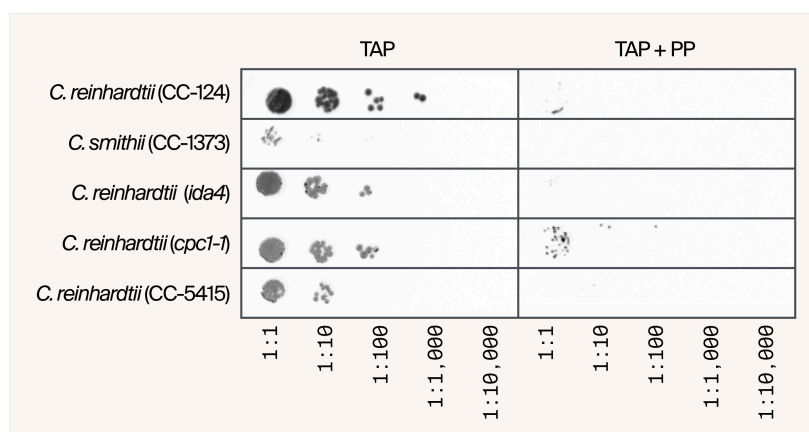 TAP TAP + PP
C. reinhardtii (CC-124)
C. smithii (CC-1373)
C. reinhardtii (ida4)
C. reinhardtii (cpc1-1)
C. reinhardtii (CC-5415)
1:1 1:10 1:100 1:1,000 1:10,000 1:1 1:10 1:100 1:1,000 1:10,000